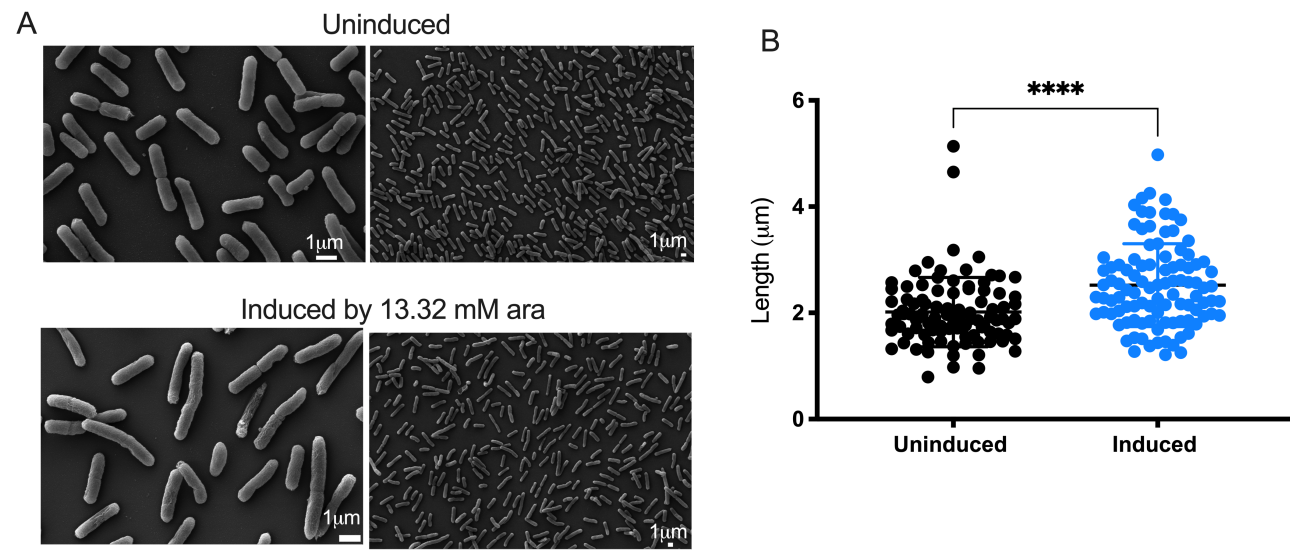 A
Uninduced
1μm
1μm
Induced by 13.32 mM ara
1μm
1μm
B
****
6
4
2
0
Length (μm)
Uninduced
Induced